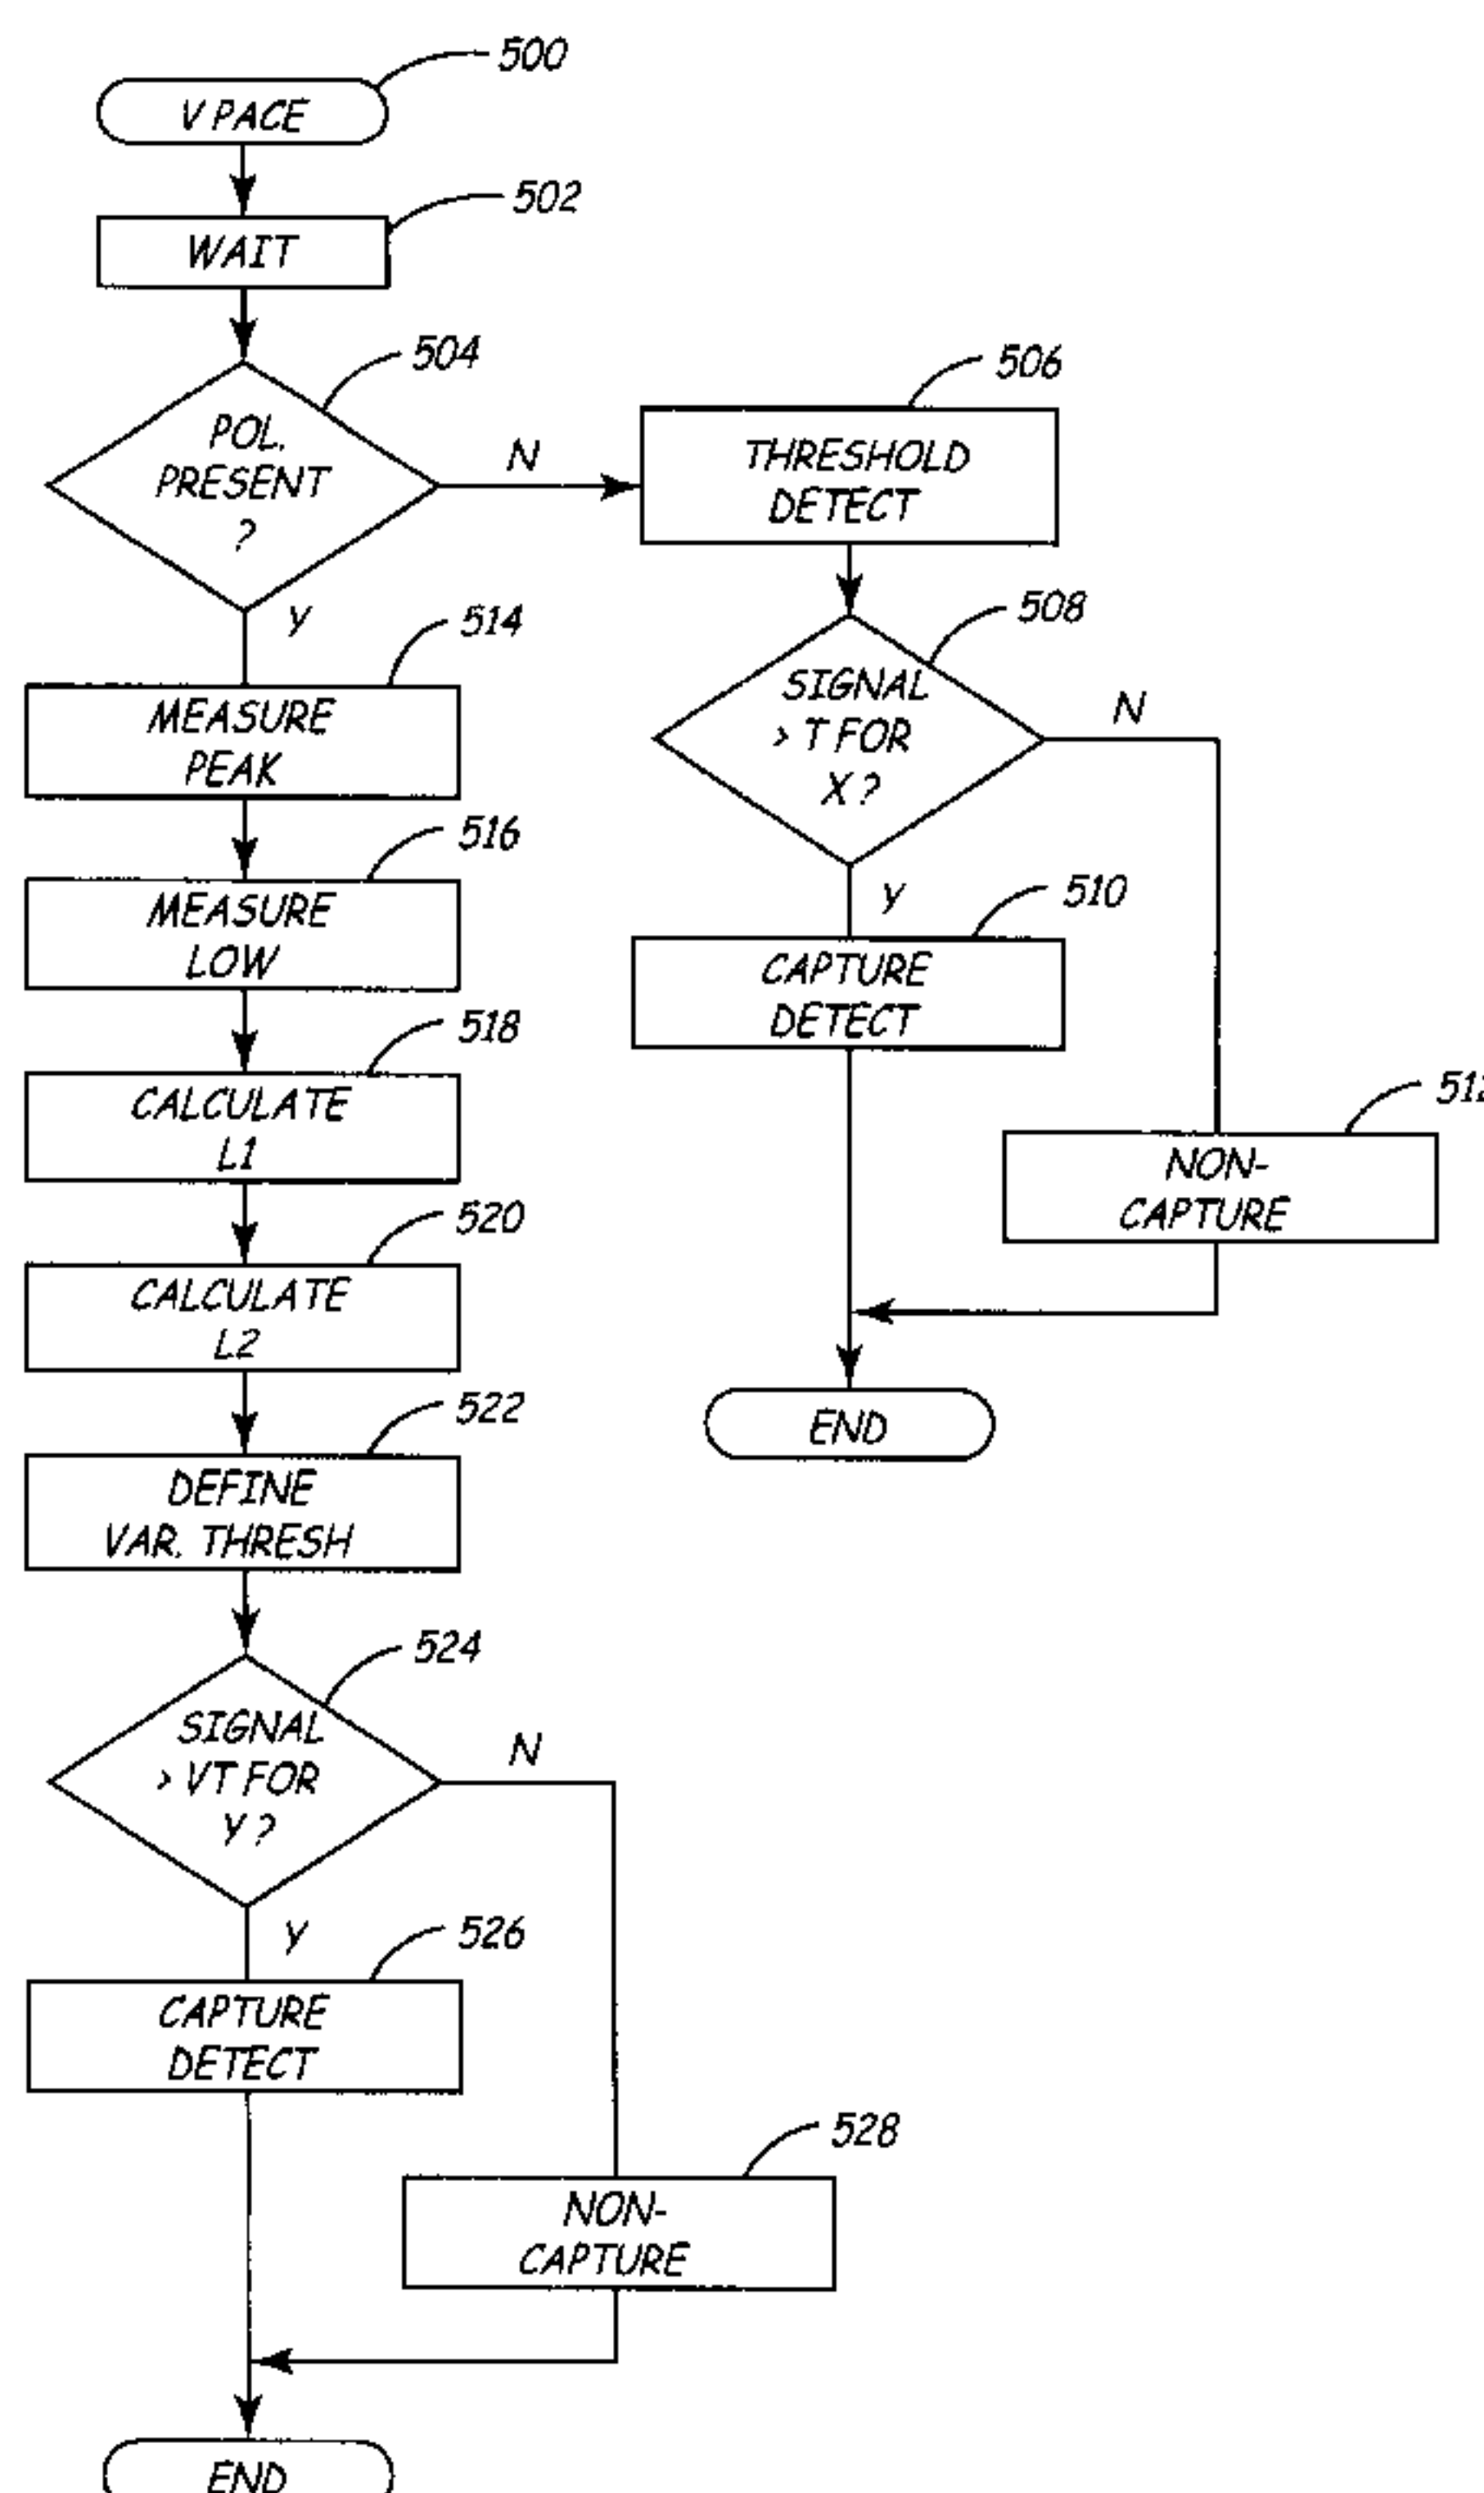 500
V PACE
502
WAIT
504
POL.
PRESENT
?
N
506
THRESHOLD
DETECT
Y
508
SIGNAL
> T FOR
X ?
N
Y
510
CAPTURE
DETECT
512
NON-
CAPTURE
END
514
MEASURE
PEAK
516
MEASURE
LOW
518
CALCULATE
L1
520
CALCULATE
L2
522
DEFINE
VAR. THRESH
524
SIGNAL
> VT FOR
Y ?
N
Y
526
CAPTURE
DETECT
528
NON-
CAPTURE
END